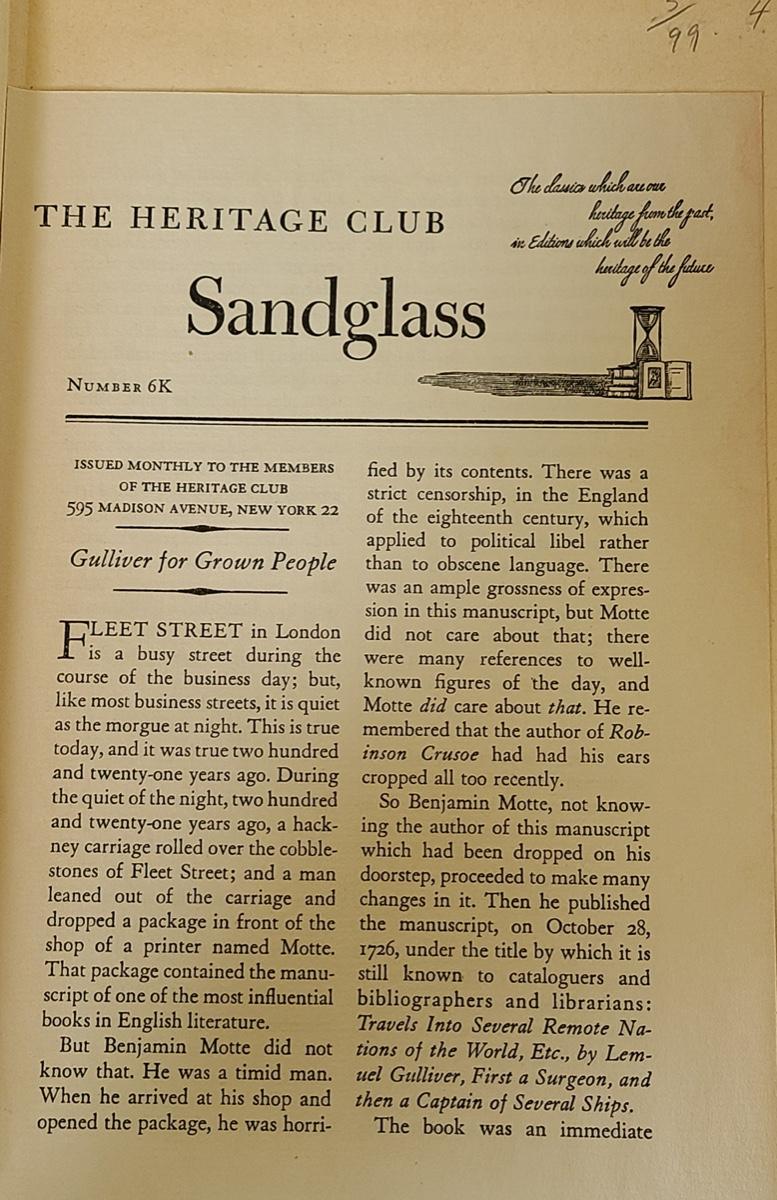 5/99. 4
THE HERITAGE CLUB
The classics which are our
heritage from the past,
in Editions which will be the
heritage of the future
Sandglass
NUMBER 6K
ISSUED MONTHLY TO THE MEMBERS
OF THE HERITAGE CLUB
595 MADISON AVENUE, NEW YORK 22
Gulliver for Grown People
FLEET STREET in London
is a busy street during the
course of the business day; but,
like most business streets, it is quiet
as the morgue at night. This is true
today, and it was true two hundred
and twenty-one years ago. During
the quiet of the night, two hundred
and twenty-one years ago, a hack-
ney carriage rolled over the cobble-
stones of Fleet Street; and a man
leaned out of the carriage and
dropped a package in front of the
shop of a printer named Motte.
That package contained the manu-
script of one of the most influential
books in English literature.
But Benjamin Motte did not
know that. He was a timid man.
When he arrived at his shop and
opened the package, he was horri-
fied by its contents. There was a
strict censorship, in the England
of the eighteenth century, which
applied to political libel rather
than to obscene language. There
was an ample grossness of expres-
sion in this manuscript, but Motte
did not care about that; there
were many references to well-
known figures of the day, and
Motte did care about that. He re-
membered that the author of Rob-
inson Crusoe had had his ears
cropped all too recently.
So Benjamin Motte, not know-
ing the author of this manuscript
which had been dropped on his
doorstep, proceeded to make many
changes in it. Then he published
the manuscript, on October 28,
1726, under the title by which it is
still known to cataloguers and
bibliographers and librarians:
Travels Into Several Remote Na-
tions of the World, Etc., by Lem-
uel Gulliver, First a Surgeon, and
then a Captain of Several Ships.
The book was an immediate